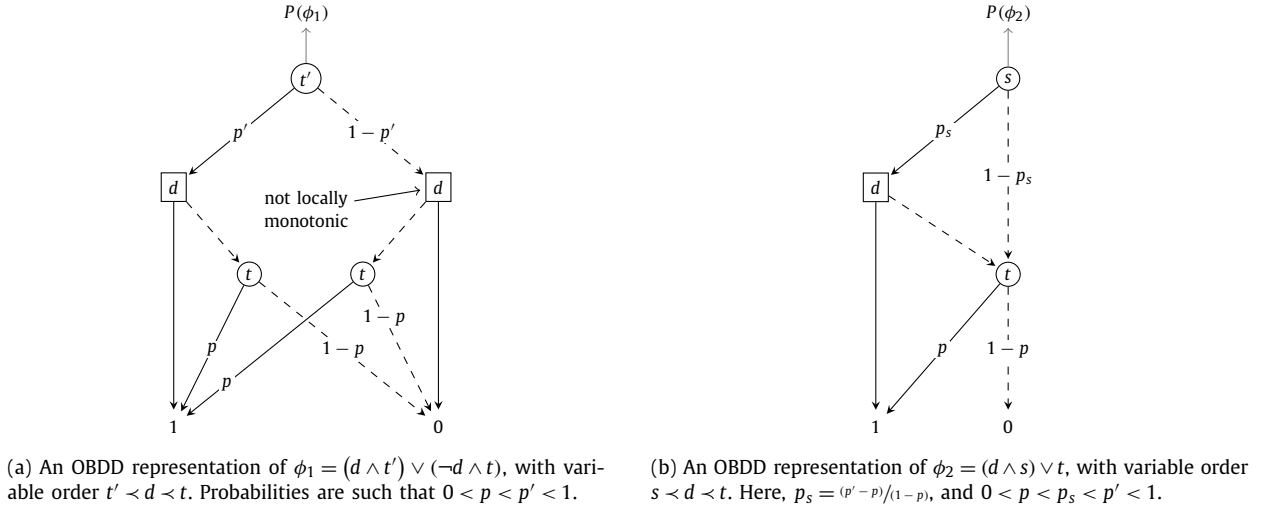 P(ϕ₁)
t′
p′
1 − p′
d
d
not locally
monotonic
t
t
1 − p
p
1 − p
p
1
0
(a) An OBDD representation of ϕ₁ = (d ∧ t′) ∨ (¬d ∧ t), with vari-
able order t′ ≺ d ≺ t. Probabilities are such that 0 < p < p′ < 1.
P(ϕ₂)
s
pₛ
1 − pₛ
d
t
p
1 − p
1
0
(b) An OBDD representation of ϕ₂ = (d ∧ s) ∨ t, with variable order
s ≺ d ≺ t. Here, pₛ = (p′ − p)/(1 − p), and 0 < p < pₛ < p′ < 1.